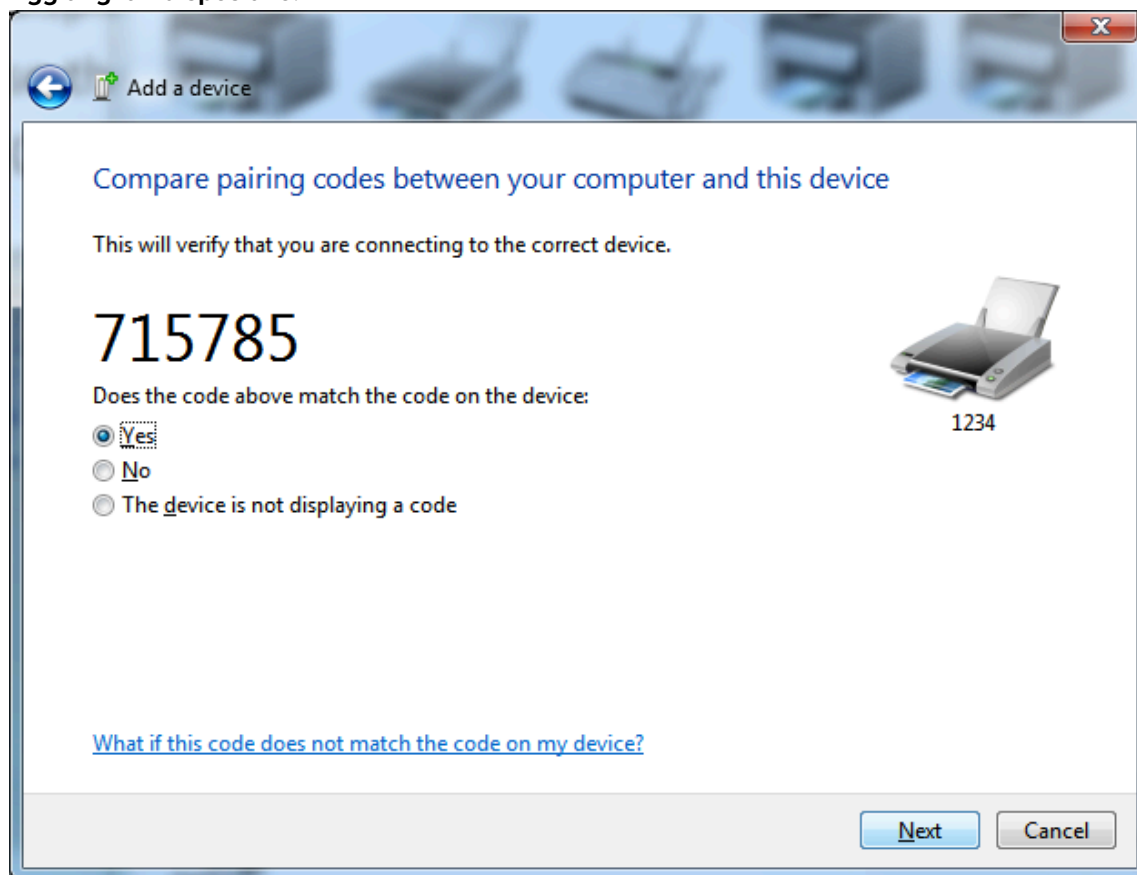 Add a device
Compare pairing codes between your computer and this device
This will verify that you are connecting to the correct device.
715785
Does the code above match the code on the device:
1234
Yes
No
The device is not displaying a code
What if this code does not match the code on my device?
Next
Cancel